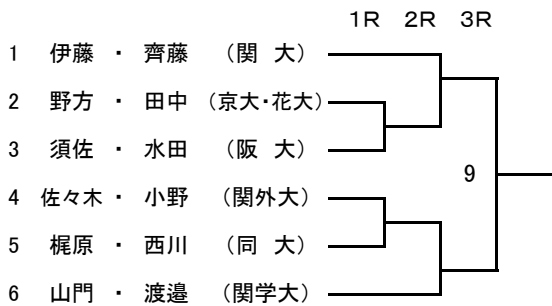 1R 2R 3R
1 伊藤 ・ 齊藤 (関 大)
2 野方 ・ 田中 (京大・花大)
3 須佐 ・ 水田 (阪 大)
9
4 佐々木 ・ 小野 (関外大)
5 梶原 ・ 西川 (同 大)
6 山門 ・ 渡邉 (関学大)